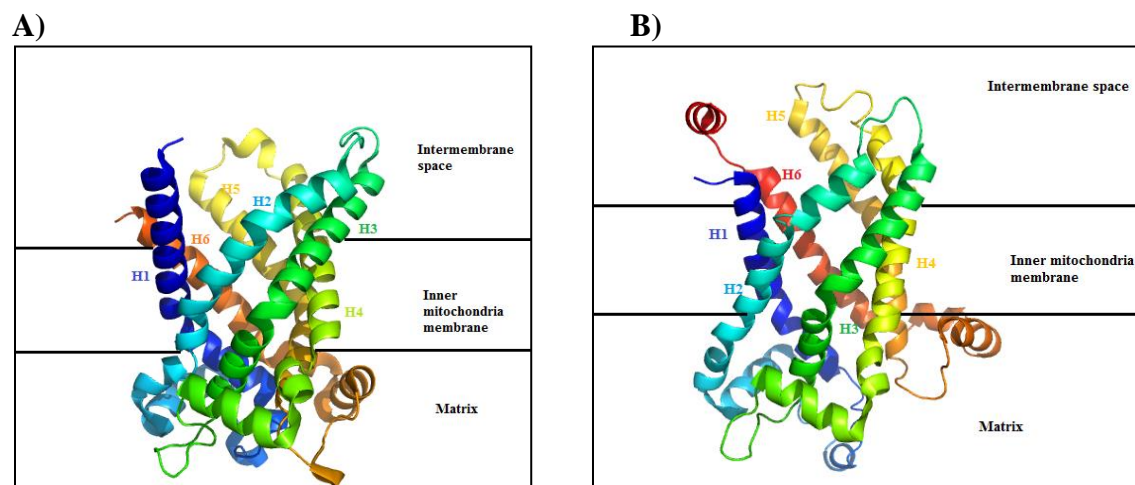 A)
Intermembrane
space
H5
H2
H3
H6
H1
Inner
mitochondria
membrane
H4
Matrix
B)
Intermembrane space
H5
H6
H1
Inner mitochondria
membrane
H4
H2
H3
Matrix